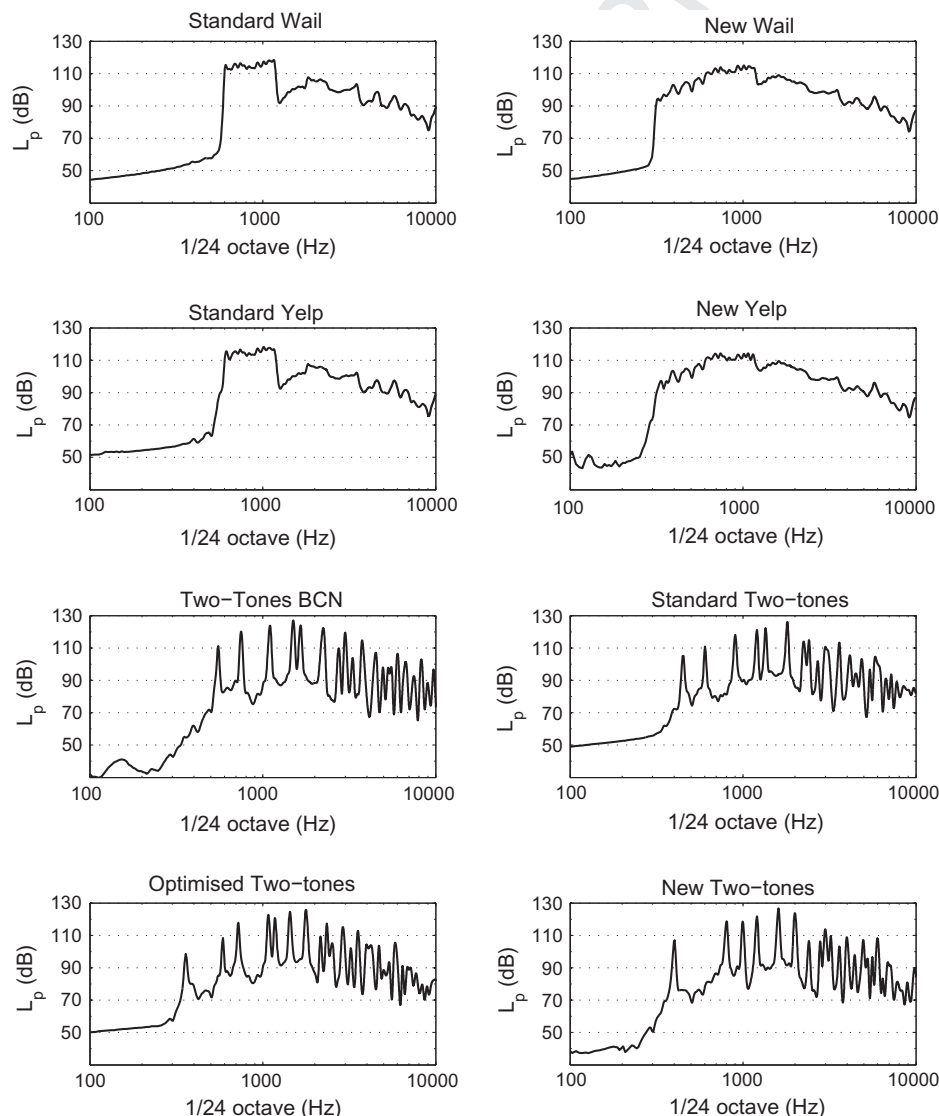 Standard Wail
130
110
90
70
50
L_p (dB)
100
1000
10000
1/24 octave (Hz)
New Wail
130
110
90
70
50
L_p (dB)
100
1000
10000
1/24 octave (Hz)
Standard Yelp
130
110
90
70
50
L_p (dB)
100
1000
10000
1/24 octave (Hz)
New Yelp
130
110
90
70
50
L_p (dB)
100
1000
10000
1/24 octave (Hz)
Two−Tones BCN
130
110
90
70
50
L_p (dB)
100
1000
10000
1/24 octave (Hz)
Standard Two-tones
130
110
90
70
50
L_p (dB)
100
1000
10000
1/24 octave (Hz)
Optimised Two−tones
130
110
90
70
50
L_p (dB)
100
1000
10000
1/24 octave (Hz)
New Two-tones
130
110
90
70
50
L_p (dB)
100
1000
10000
1/24 octave (Hz)